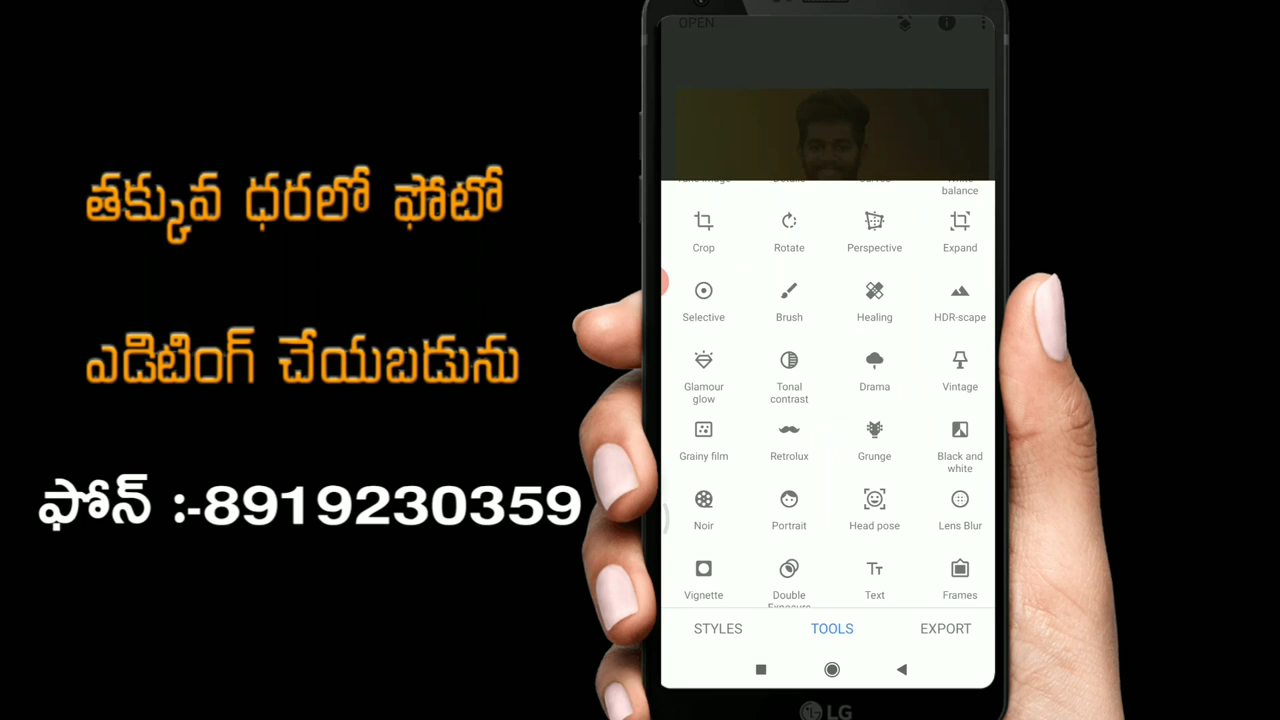 తక్కువ ధరలో ఫోటో
ఎడిటింగ్ చేయబడును
ఫోన్ :-8919230359
OPEN
White balance
Crop
Rotate
Perspective
Expand
Selective
Brush
Healing
HDR-scape
Glamour glow
Tonal contrast
Drama
Vintage
Grainy film
Retrolux
Grunge
Black and white
Noir
Portrait
Head pose
Lens Blur
Vignette
Double Exposure
Text
Frames
STYLES
TOOLS
EXPORT
LG